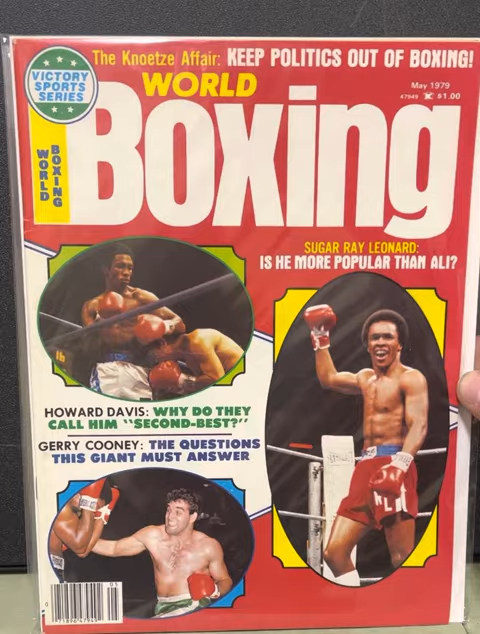 The Knoetze Affair: KEEP POLITICS OUT OF BOXING!
VICTORY
SPORTS
SERIES
WORLD
May 1979
47949 $1.00
BOXING
WORLD
BOXING
SUGAR RAY LEONARD:
IS HE MORE POPULAR THAN ALI?
HOWARD DAVIS: WHY DO THEY
CALL HIM "SECOND-BEST?"
GERRY COONEY: THE QUESTIONS
THIS GIANT MUST ANSWER
05